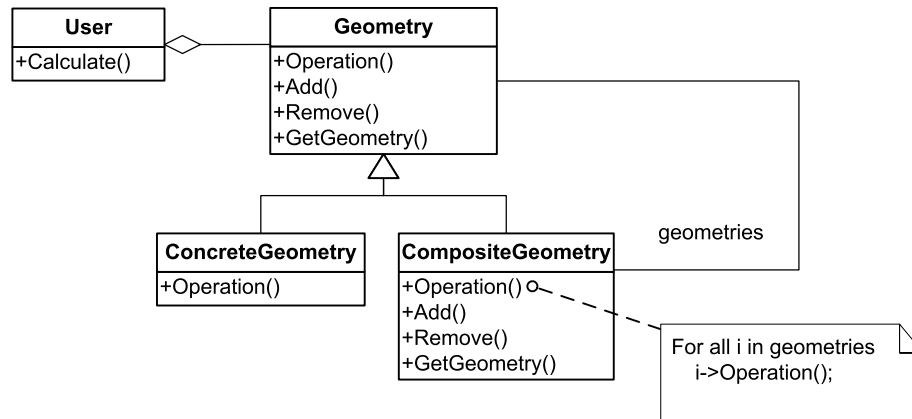 User
+Calculate()
Geometry
+Operation()
+Add()
+Remove()
+GetGeometry()
geometries
ConcreteGeometry
+Operation()
CompositeGeometry
+Operation()
+Add()
+Remove()
+GetGeometry()
For all i in geometries
i->Operation();